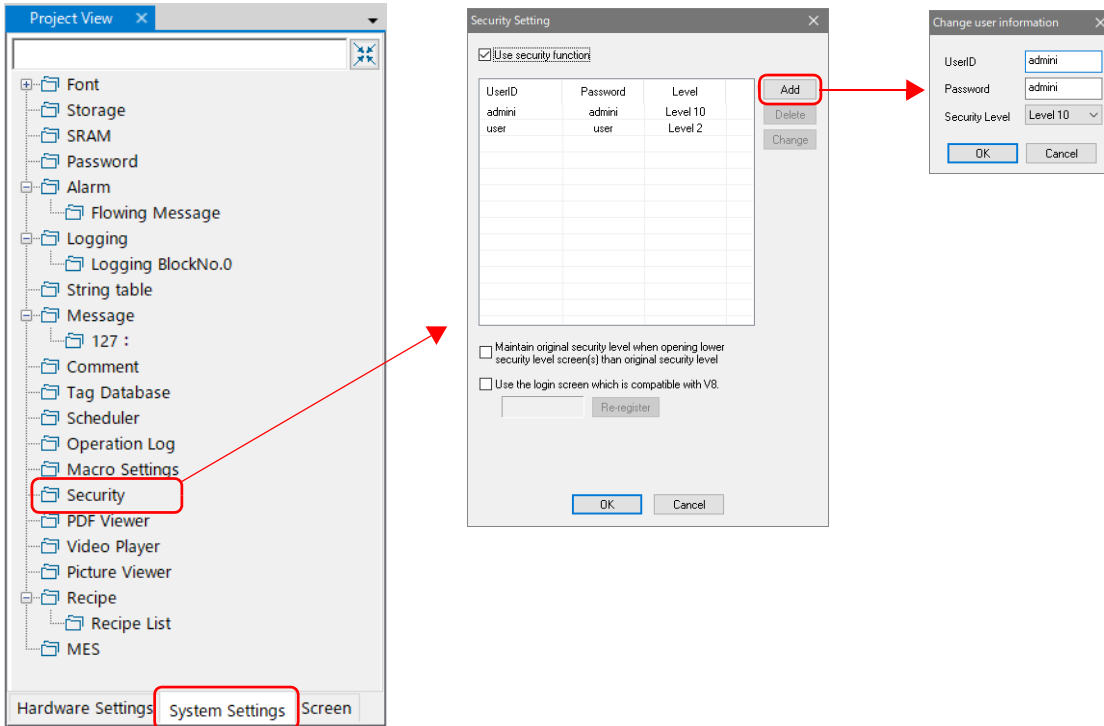 Project View
Font
Storage
SRAM
Password
Alarm
Flowing Message
Logging
Logging BlockNo.0
String table
Message
127 :
Comment
Tag Database
Scheduler
Operation Log
Macro Settings
Security
PDF Viewer
Video Player
Picture Viewer
Recipe
Recipe List
MES
Hardware Settings System Settings Screen
Security Setting
Use security function
UserID Password Level
admini admini Level 10
user user Level 2
Add
Delete
Change
Maintain original security level when opening lower
security level screen(s) than original security level
Use the login screen which is compatible with V8.
Re-register
OK Cancel
Change user information
UserID admini
Password admini
Security Level Level 10
OK Cancel